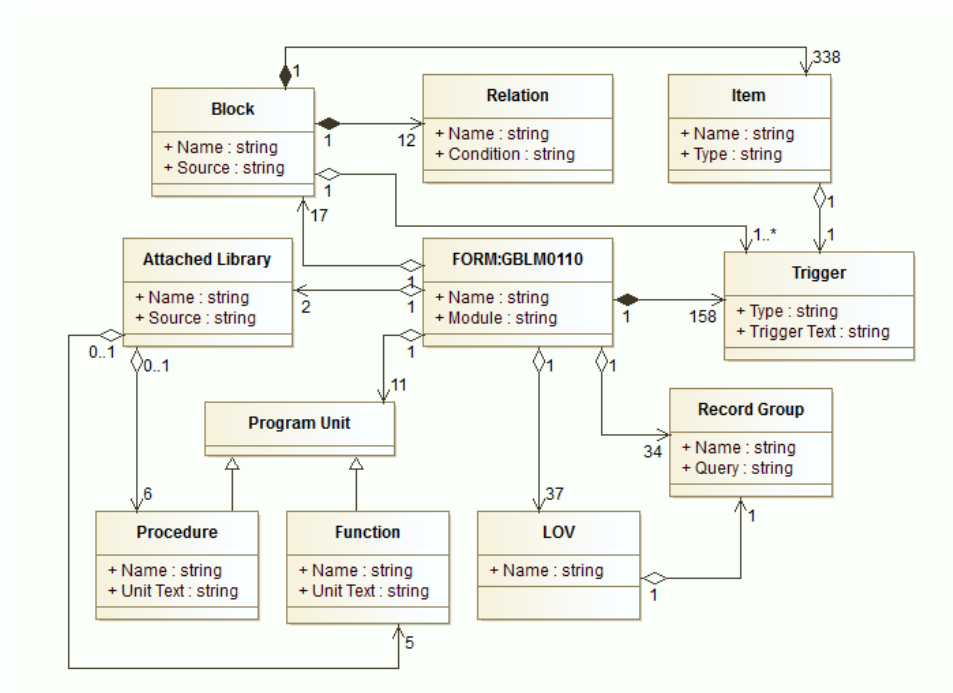 1
338
Block
+ Name : string
+ Source : string
1
12
1
17
Relation
+ Name : string
+ Condition : string
Item
+ Name : string
+ Type : string
1
1
1..*
Attached Library
+ Name : string
+ Source : string
2
0..1
0..1
FORM:GBLM0110
+ Name : string
+ Module : string
1
1
1
1
1
1
158
11
Trigger
+ Type : string
+ Trigger Text : string
Program Unit
Record Group
+ Name : string
+ Query : string
34
6
37
1
Procedure
+ Name : string
+ Unit Text : string
Function
+ Name : string
+ Unit Text : string
5
LOV
+ Name : string
1